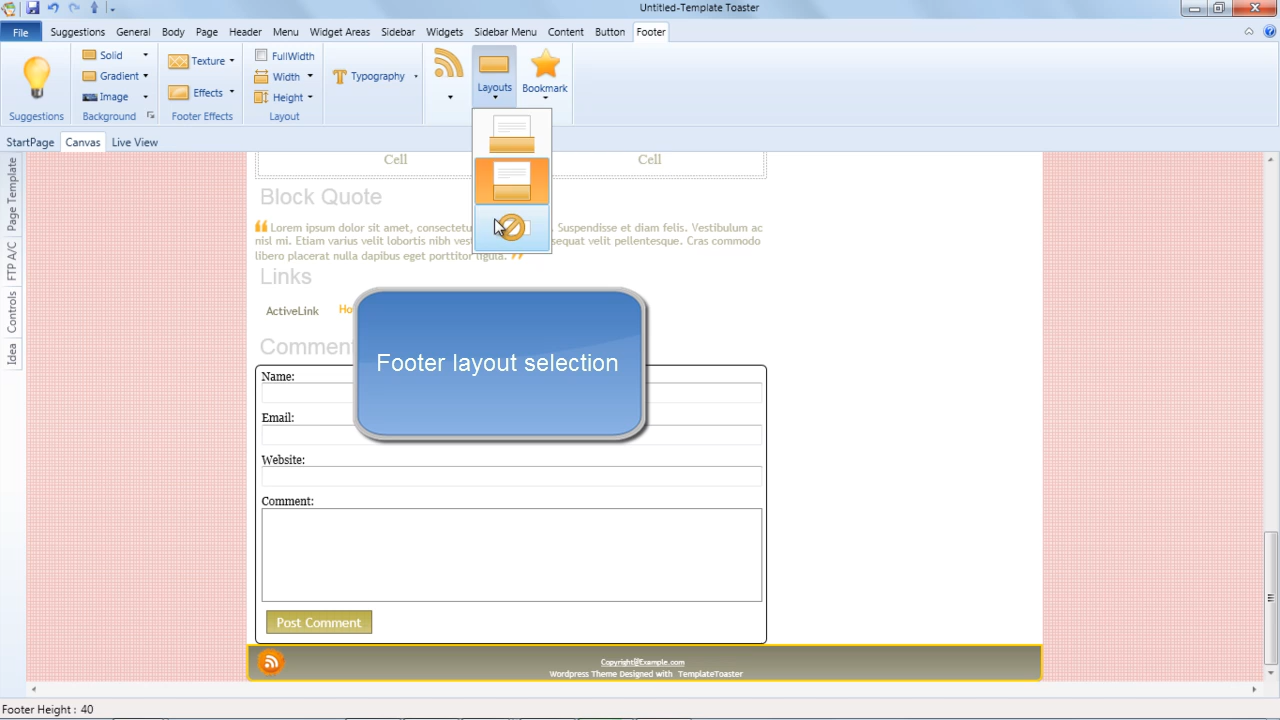 Untitled-Template Toaster
File Suggestions General Body Page Header Menu Widget Areas Sidebar Widgets Sidebar Menu Content Button Footer
Solid
Gradient
Image
Background
Suggestions
Texture
Effects
Footer Effects
FullWidth
Width
Height
Layout
Typography
Layouts
Bookmark
StartPage Canvas Live View
Page Template
FTP A/C
Controls
Idea
Cell Cell
Block Quote
Lorem ipsum dolor sit amet, consectetu Suspendisse et diam felis. Vestibulum ac
nisl mi. Etiam varius velit lobortis nibh ves sequat velit pellentesque. Cras commodo
libero placerat nulla dapibus eget porttitor ligula.
Links
ActiveLink Ho
Comment
Footer layout selection
Name:
Email:
Website:
Comment:
Post Comment
Copyright@Example.com
Wordpress Theme Designed with TemplateToaster
Footer Height : 40